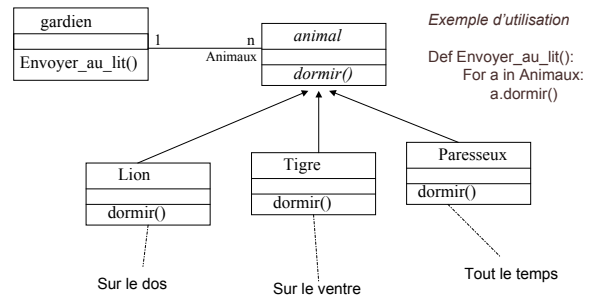 gardien
Envoyer_au_lit()
1
n
Animaux
animal
dormir()
Exemple d'utilisation
Def Envoyer_au_lit():
For a in Animaux:
a.dormir()
Lion
dormir()
Tigre
dormir()
Paresseux
dormir()
Sur le dos
Sur le ventre
Tout le temps